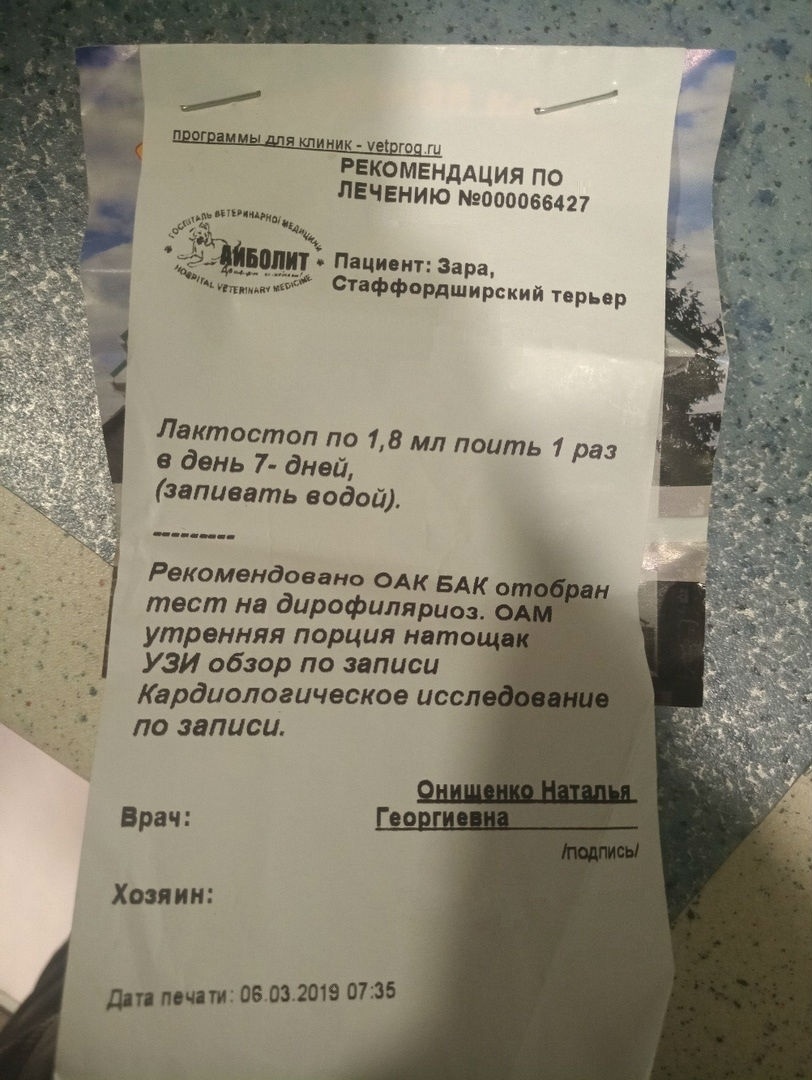 программы для клиник - vetprog.ru
РЕКОМЕНДАЦИЯ ПО
ЛЕЧЕНИЮ №000066427
ГОСПИТАЛЬ ВЕТЕРИНАРНОЇ МЕДИЦИНИ
АЙБОЛИТ
HOSPITAL VETERINARY MEDICINE
Пациент: Зара,
Стаффордширский терьер
Лактостоп по 1,8 мл поить 1 раз
в день 7- дней,
(запивать водой).
---------
Рекомендовано ОАК БАК отобран
тест на дирофиляриоз. ОАМ
утренняя порция натощак
УЗИ обзор по записи
Кардиологическое исследование
по записи.
Врач:
Онищенко Наталья
Георгиевна
/подпись/
Хозяин:
Дата печати: 06.03.2019 07:35